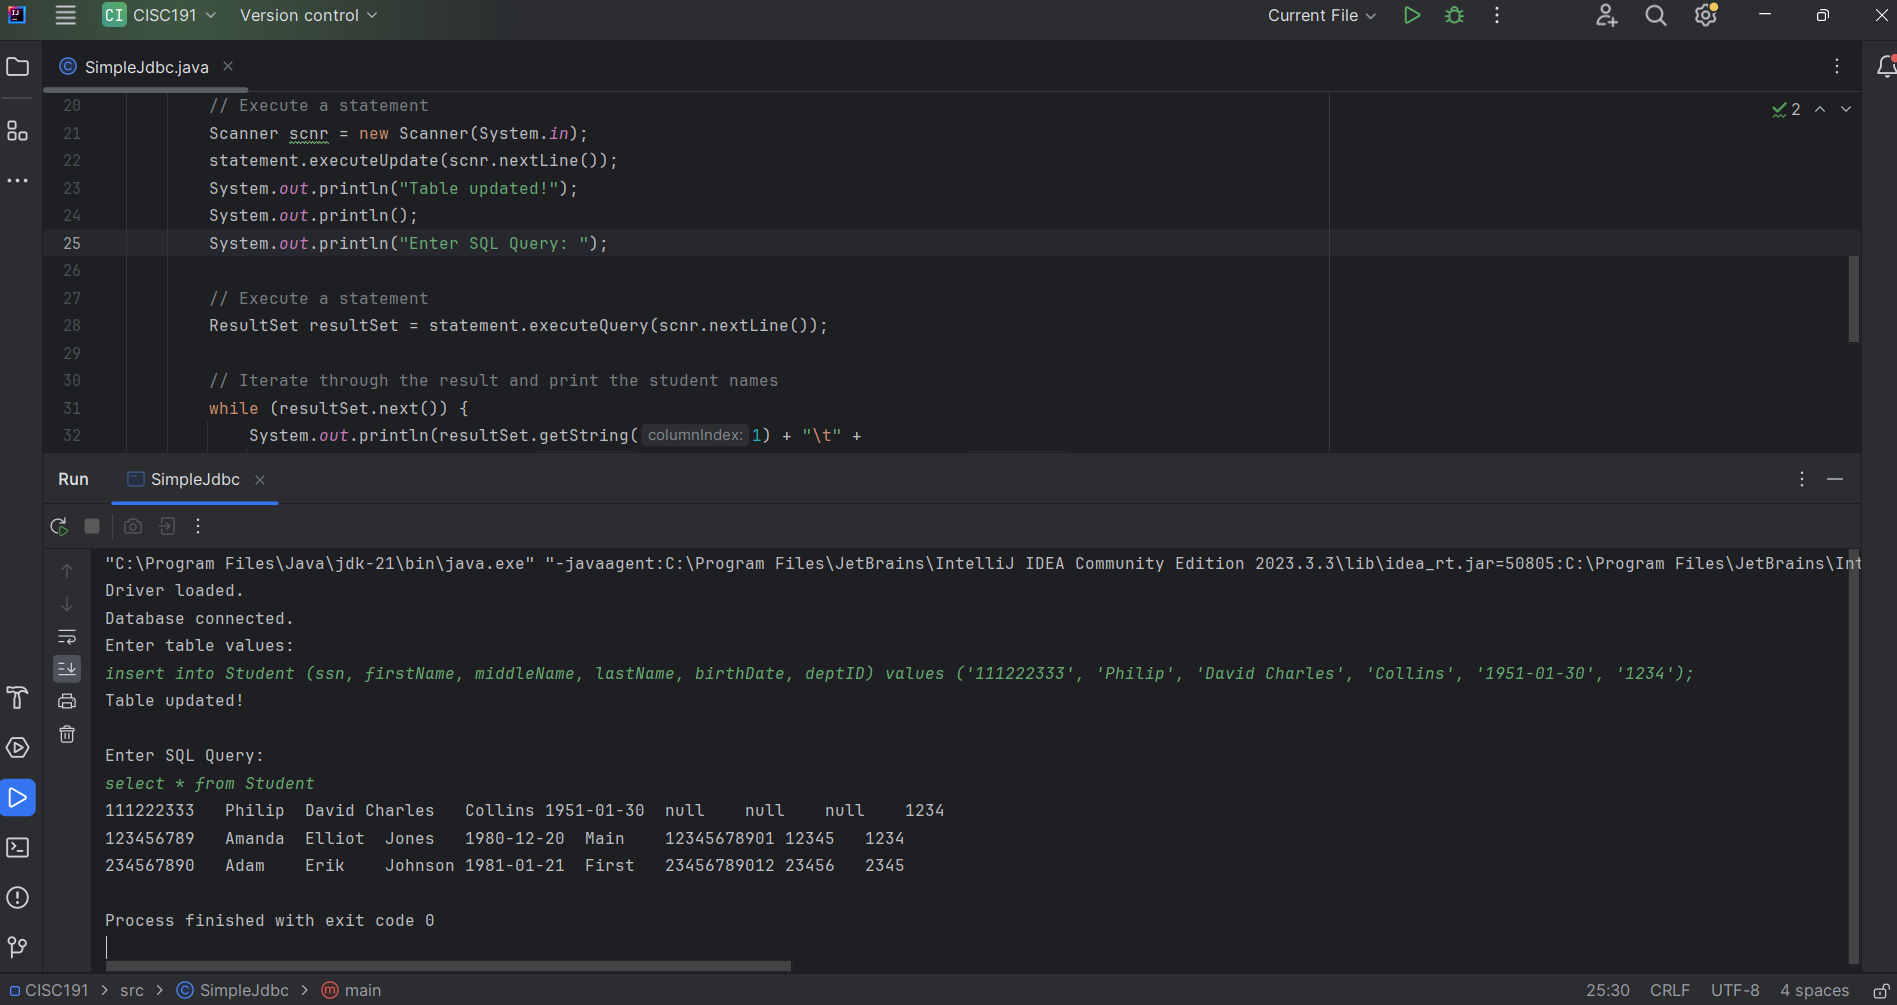 CI CISC191 Version control Current File
SimpleJdbc.java
20 // Execute a statement
2
21 Scanner scnr = new Scanner(System.in);
22 statement.executeUpdate(scnr.nextLine());
23 System.out.println("Table updated!");
24 System.out.println();
25 System.out.println("Enter SQL Query: ");
26
27 // Execute a statement
28 ResultSet resultSet = statement.executeQuery(scnr.nextLine());
29
30 // Iterate through the result and print the student names
31 while (resultSet.next()) {
32 System.out.println(resultSet.getString( columnIndex: 1) + "\t" +
Run SimpleJdbc
"C:\Program Files\Java\jdk-21\bin\java.exe" "-javaagent:C:\Program Files\JetBrains\IntelliJ IDEA Community Edition 2023.3.3\lib\idea_rt.jar=50805:C:\Program Files\JetBrains\Int
Driver loaded.
Database connected.
Enter table values:
insert into Student (ssn, firstName, middleName, lastName, birthDate, deptID) values ('111222333', 'Philip', 'David Charles', 'Collins', '1951-01-30', '1234');
Table updated!
Enter SQL Query:
select * from Student
111222333 Philip David Charles Collins 1951-01-30 null null null 1234
123456789 Amanda Elliot Jones 1980-12-20 Main 12345678901 12345 1234
234567890 Adam Erik Johnson 1981-01-21 First 23456789012 23456 2345
Process finished with exit code 0
CISC191 > src > SimpleJdbc > main 25:30 CRLF UTF-8 4 spaces